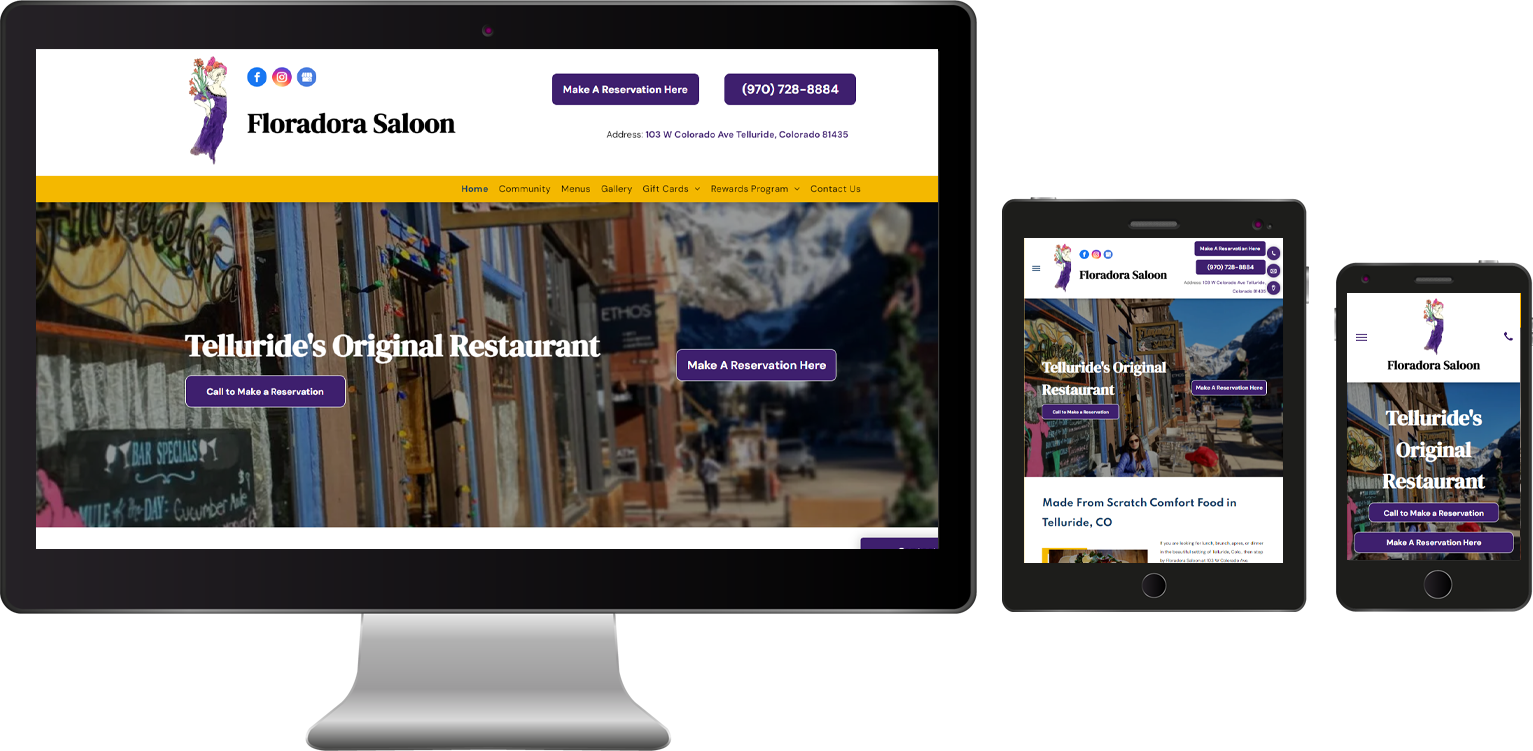 Make A Reservation Here
(970) 728-8884
Floradora Saloon
Address: 103 W Colorado Ave Telluride, Colorado 81435
Home Community Menus Gallery Gift Cards Rewards Program Contact Us
Floradora
ETHOS
Telluride's Original Restaurant
Make A Reservation Here
Call to Make a Reservation
BAR SPECIALS
MULE of the DAY: Cucumber
Make A Reservation Here
(970) 728-8884
Floradora Saloon
Address: 103 W Colorado Ave Telluride,
Colorado 81435
Telluride's Original
Restaurant
Make A Reservation Here
Call to Make a Reservation
Made From Scratch Comfort Food in
Telluride, CO
If you are looking for lunch, brunch, apres, or dinner
in the beautiful setting of Telluride, Colo., then stop
by Floradora Saloon at 103 W Colorado Ave.
Floradora Saloon
Telluride's
Original
Restaurant
Call to Make a Reservation
Make A Reservation Here